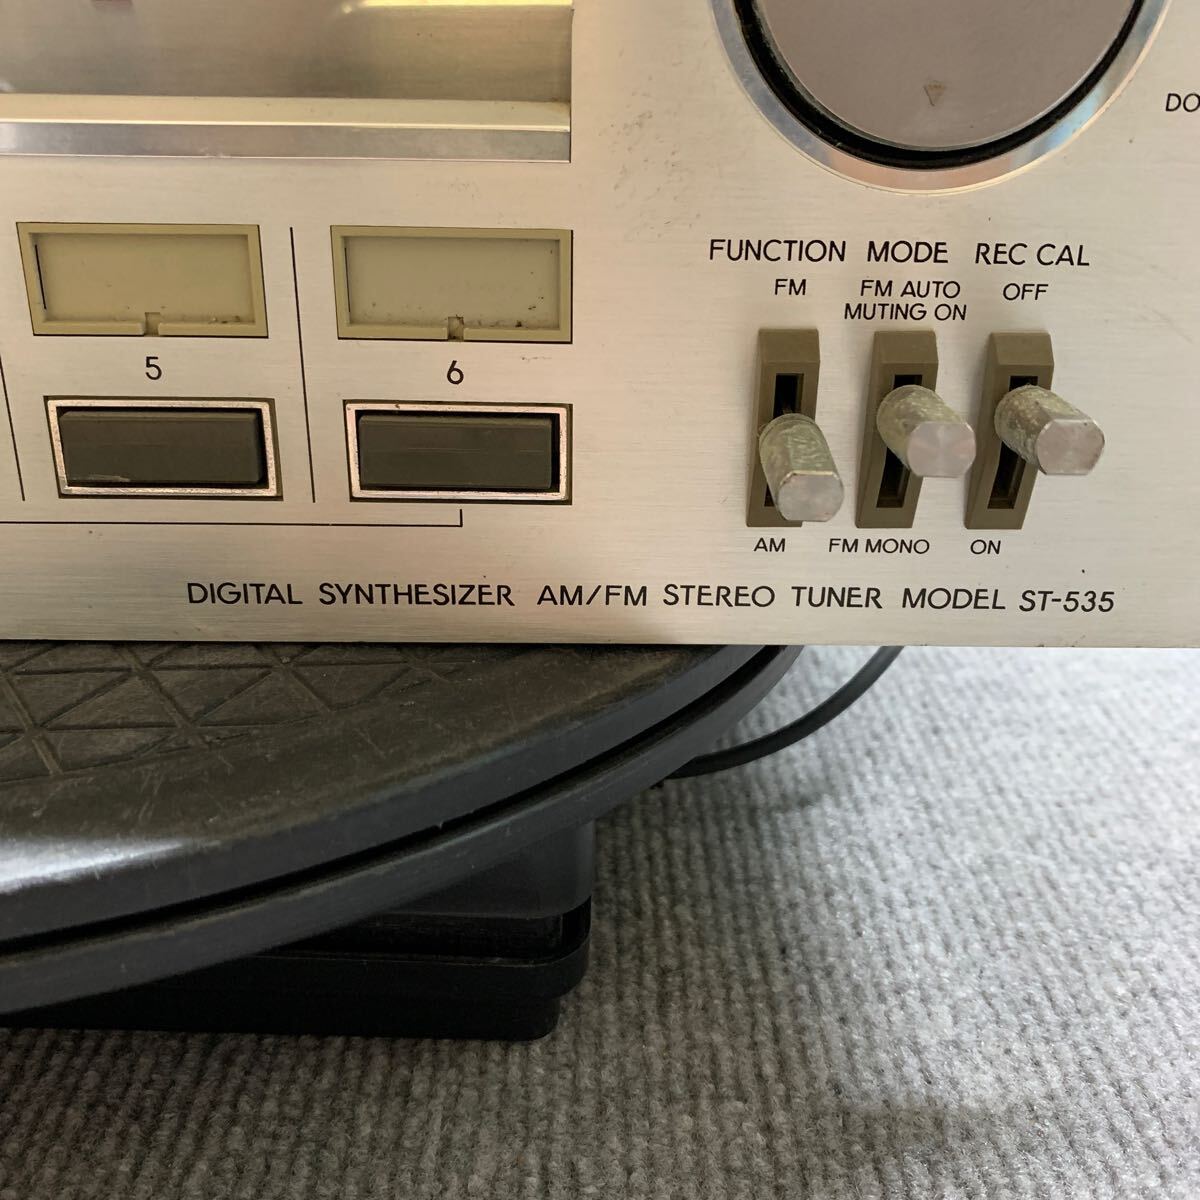 DO
FUNCTION MODE REC CAL
FM FM AUTO MUTING ON OFF
5 6
AM FM MONO ON
DIGITAL SYNTHESIZER AM/FM STEREO TUNER MODEL ST-535